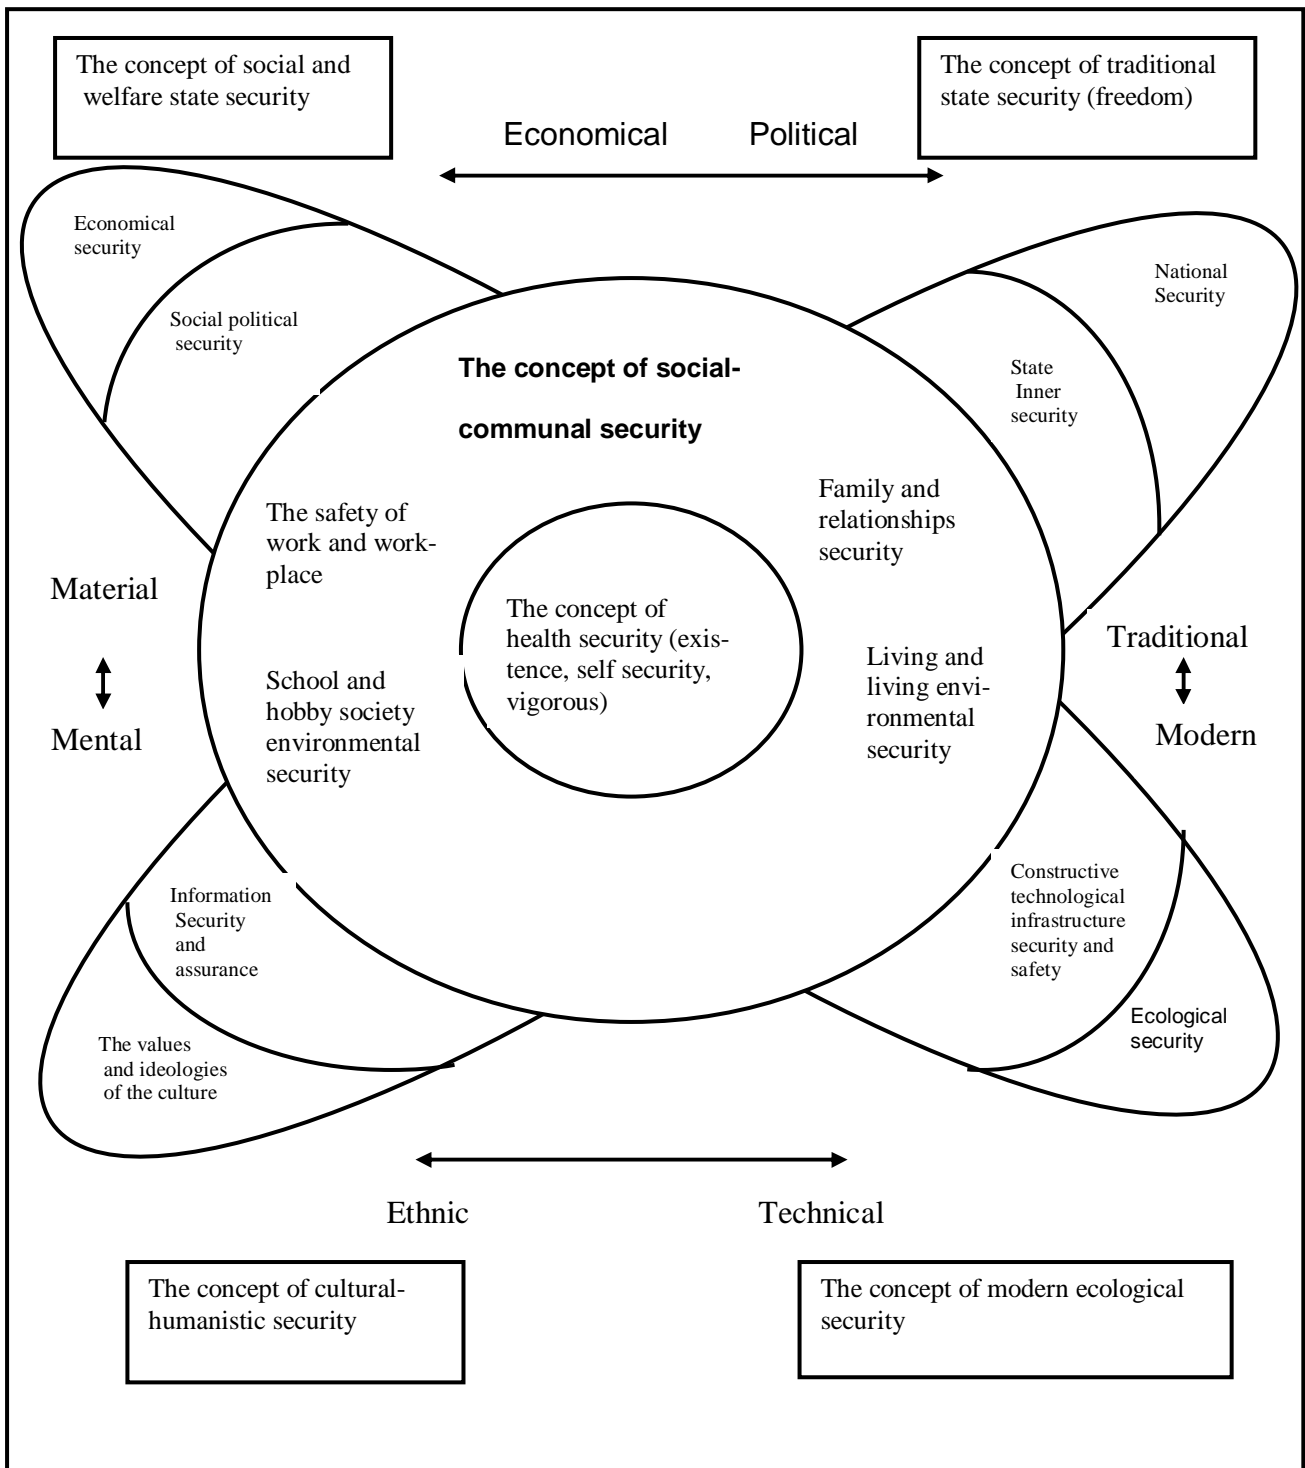 The concept of social and
welfare state security
The concept of traditional
state security (freedom)
Economical Political
Economical
security
Social political
security
National
Security
State
Inner
security
The concept of social-
communal security
The safety of
work and work-
place
Family and
relationships
security
The concept of
health security (exis-
tence, self security,
vigorous)
School and
hobby society
environmental
security
Living and
living envi-
ronmental
security
Material
Mental
Traditional
Modern
Information
Security
and
assurance
The values
and ideologies
of the culture
Constructive
technological
infrastructure
security and
safety
Ecological
security
Ethnic Technical
The concept of cultural-
humanistic security
The concept of modern ecological
security